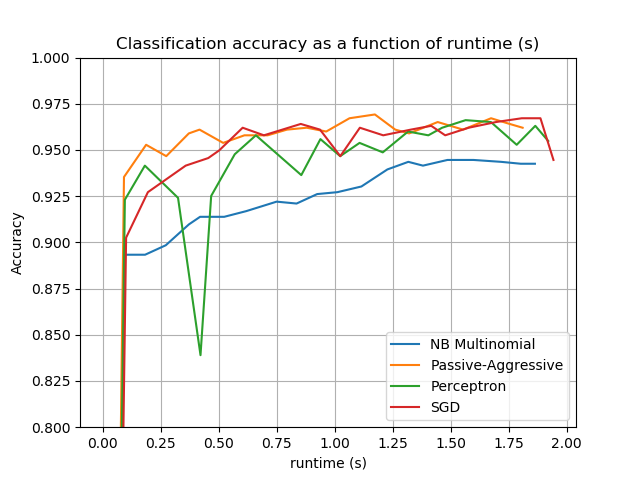 Classification accuracy as a function of runtime (s)
1.000
0.975
0.950
0.925
0.900
0.875
0.850
0.825
0.800
Accuracy
NB Multinomial
Passive-Aggressive
Perceptron
SGD
0.00 0.25 0.50 0.75 1.00 1.25 1.50 1.75 2.00
runtime (s)